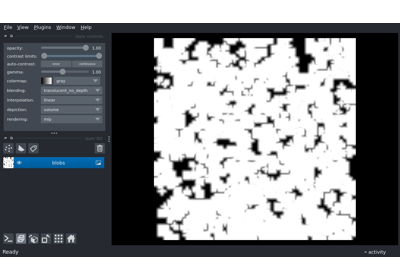 File View Plugins Window Help
opacity: 1.00
contrast limits:
auto-contrast: once continuous
gamma: 1.00
colormap: gray
blending: translucent_no_depth
interpolation: linear
depiction: volume
rendering: mip
blobs
Ready
activity